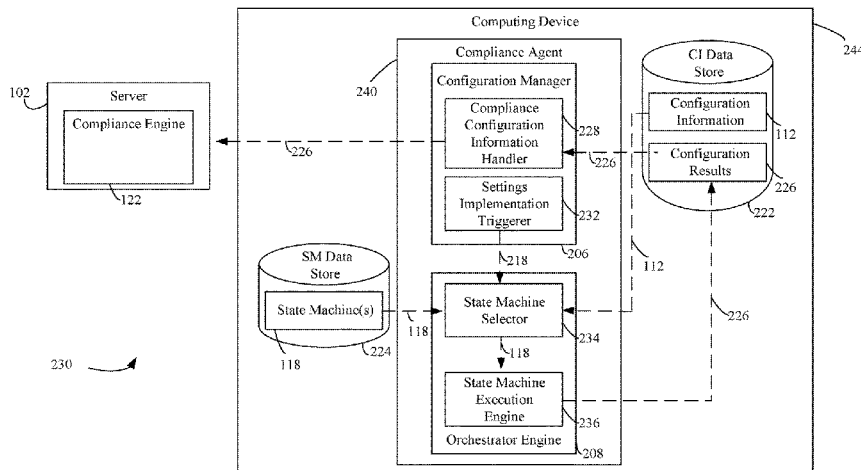 Computing Device
244
Compliance Agent
240
CI Data
Store
Configuration Manager
102
Server
Compliance Engine
122
Compliance
Configuration
Information
Handler
228
Configuration
Information
112
226
226
Configuration
Results
226
222
Settings
Implementation
Triggerer
232
206
218
112
SM Data
Store
State Machine(s)
118
118
224
State Machine
Selector
234
118
226
230
State Machine
Execution
Engine
236
Orchestrator Engine
208